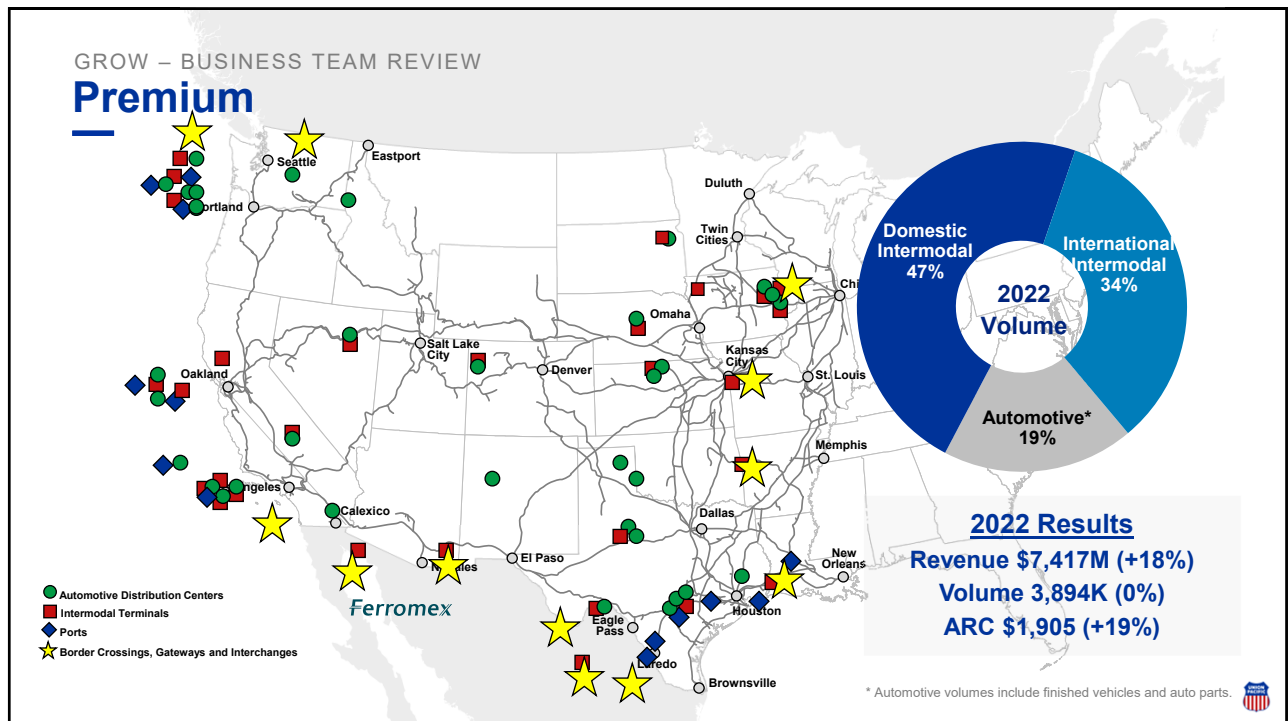 GROW – BUSINESS TEAM REVIEW
Premium
Seattle
Eastport
Portland
Duluth
Twin
Cities
Omaha
Chi
Salt Lake
City
Oakland
Denver
Kansas
City
St. Louis
Memphis
ngeles
Calexico
Dallas
El Paso
New
Orleans
Houston
Eagle
Pass
Laredo
Brownsville
Ferromex
Automotive Distribution Centers
Intermodal Terminals
Ports
Border Crossings, Gateways and Interchanges
Domestic
Intermodal
47%
International
Intermodal
34%
2022
Volume
Automotive*
19%
2022 Results
Revenue $7,417M (+18%)
Volume 3,894K (0%)
ARC $1,905 (+19%)
* Automotive volumes include finished vehicles and auto parts.
UNION
PACIFIC